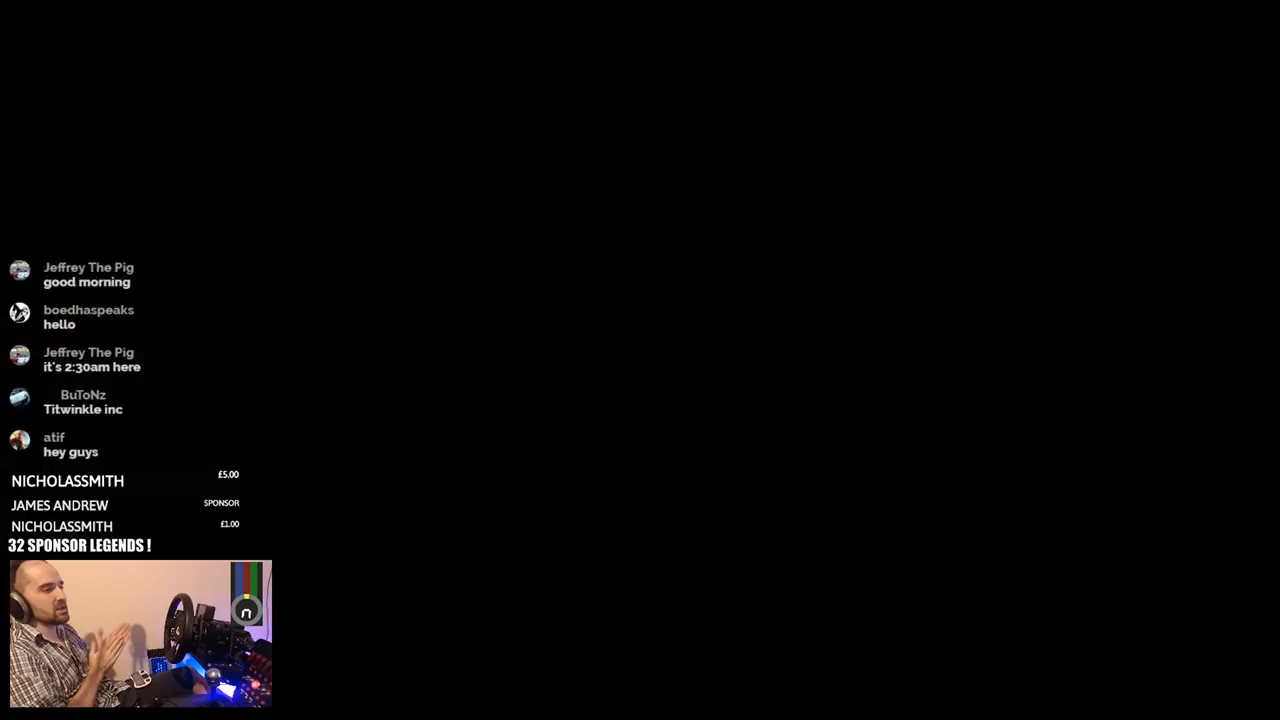 Jeffrey The Pig
good morning
boedhaspeaks
hello
Jeffrey The Pig
it's 2:30am here
BuToNz
Titwinkle inc
atif
hey guys
NICHOLASSMITH £5.00
JAMES ANDREW SPONSOR
NICHOLASSMITH £1.00
32 SPONSOR LEGENDS !
n